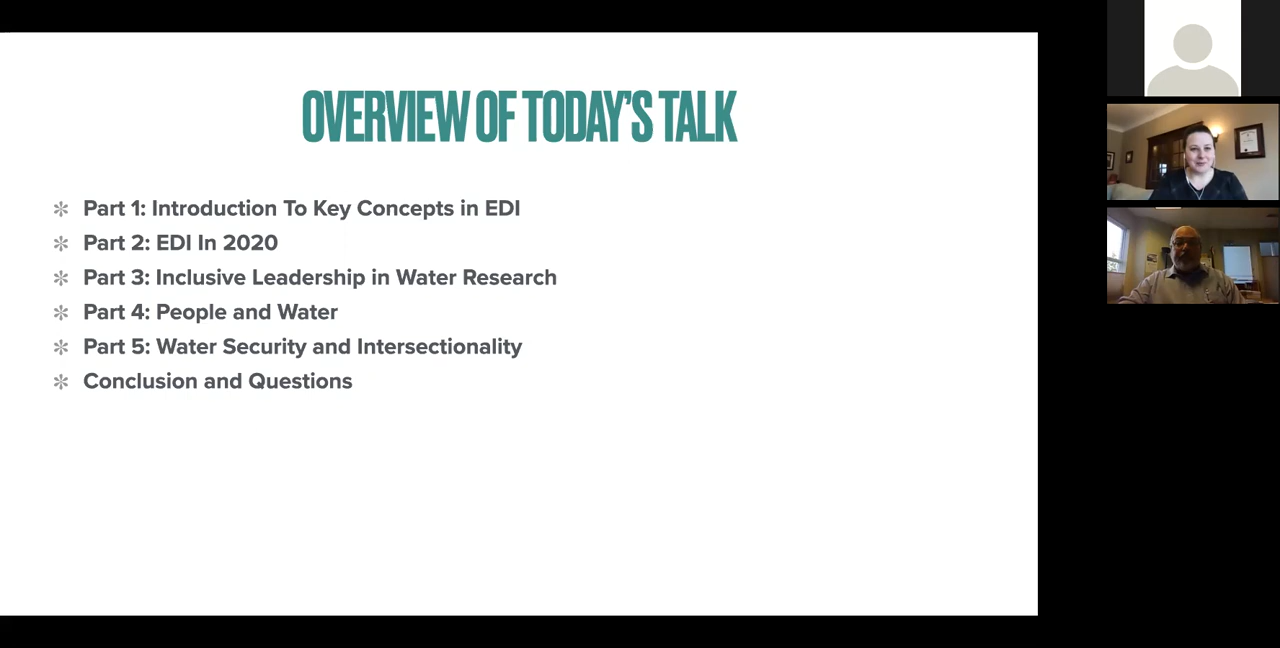 OVERVIEW OF TODAY'S TALK
Part 1: Introduction To Key Concepts in EDI
Part 2: EDI In 2020
Part 3: Inclusive Leadership in Water Research
Part 4: People and Water
Part 5: Water Security and Intersectionality
Conclusion and Questions